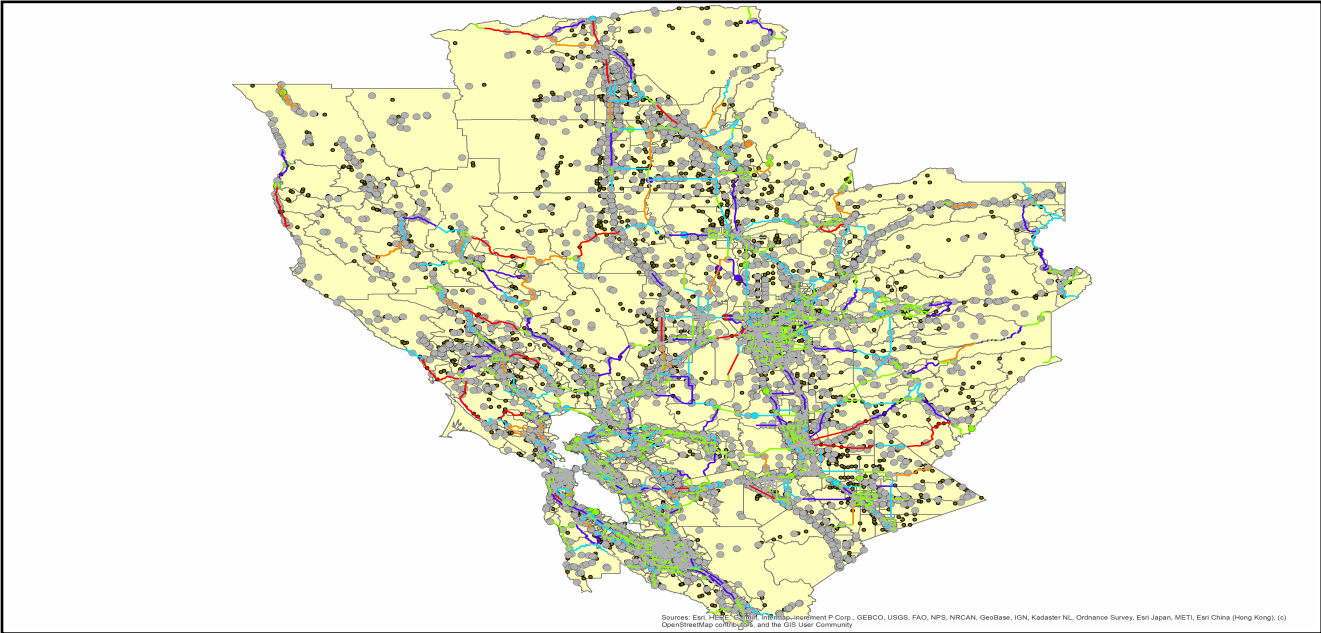 Sources: Esri, HERE, Garmin, Intermap, increment P Corp., GEBCO, USGS, FAO, NPS, NRCAN, GeoBase, IGN, Kadaster NL, Ordnance Survey, Esri Japan, METI, Esri China (Hong Kong), (c)
OpenStreetMap contributors, and the GIS User Community